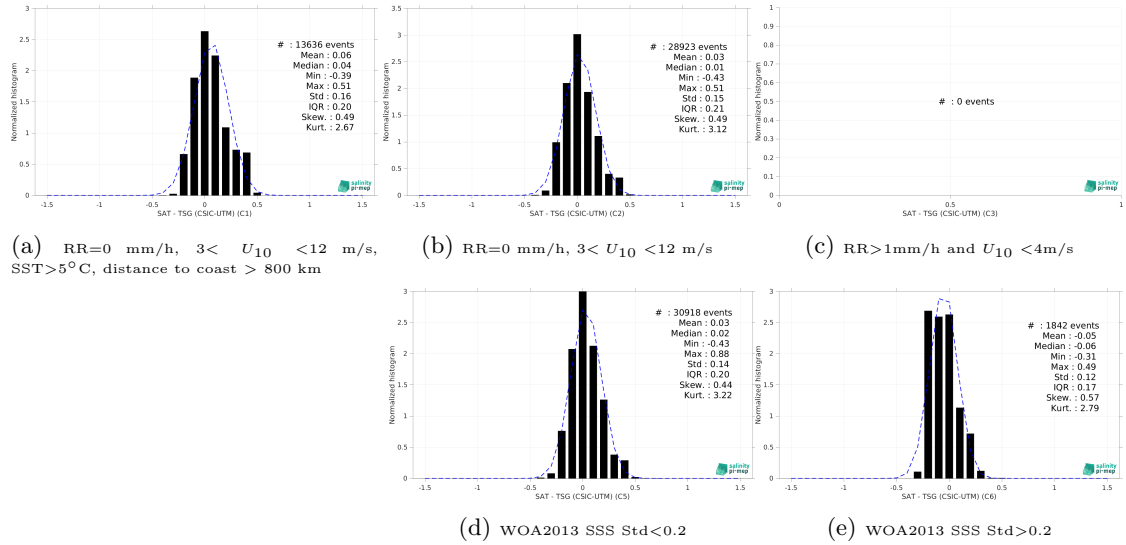 Normalized histogram
3
2.5
2
1.5
1
0.5
0
# : 13636 events
Mean : 0.06
Median : 0.04
Min : -0.39
Max : 0.51
Std : 0.16
IQR : 0.20
Skew. : 0.49
Kurt. : 2.67
salinity
pi-mep
-1.5 -1 -0.5 0 0.5 1 1.5
SAT - TSG (CSIC-UTM) (C1)
(a) RR=0 mm/h, 3< U10 <12 m/s,
SST>5°C, distance to coast > 800 km
Normalized histogram
3.5
3
2.5
2
1.5
1
0.5
0
# : 28923 events
Mean : 0.03
Median : 0.01
Min : -0.43
Max : 0.51
Std : 0.15
IQR : 0.21
Skew. : 0.49
Kurt. : 3.12
salinity
pi-mep
-1.5 -1 -0.5 0 0.5 1 1.5
SAT - TSG (CSIC-UTM) (C2)
(b) RR=0 mm/h, 3< U10 <12 m/s
Normalized histogram
1
0.9
0.8
0.7
0.6
0.5
0.4
0.3
0.2
0.1
0
# : 0 events
salinity
pi-mep
0 0.5 1
SAT - TSG (CSIC-UTM) (C3)
(c) RR>1mm/h and U10 <4m/s
Normalized histogram
3
2.5
2
1.5
1
0.5
0
# : 30918 events
Mean : 0.03
Median : 0.02
Min : -0.43
Max : 0.88
Std : 0.14
IQR : 0.20
Skew. : 0.44
Kurt. : 3.22
salinity
pi-mep
-1.5 -1 -0.5 0 0.5 1 1.5
SAT - TSG (CSIC-UTM) (C5)
(d) WOA2013 SSS Std<0.2
Normalized histogram
3
2.5
2
1.5
1
0.5
0
# : 1842 events
Mean : -0.05
Median : -0.06
Min : -0.31
Max : 0.49
Std : 0.12
IQR : 0.17
Skew. : 0.57
Kurt. : 2.79
salinity
pi-mep
-1.5 -1 -0.5 0 0.5 1 1.5
SAT - TSG (CSIC-UTM) (C6)
(e) WOA2013 SSS Std>0.2